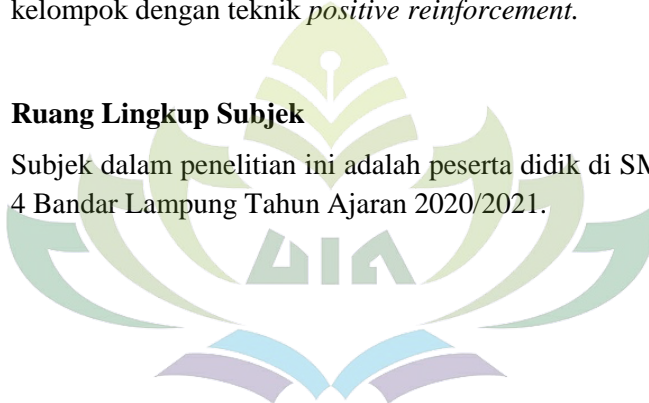 kelompok dengan teknik positive reinforcement.
Ruang Lingkup Subjek
Subjek dalam penelitian ini adalah peserta didik di
4 Bandar Lampung Tahun Ajaran 2020/2021.
UIN